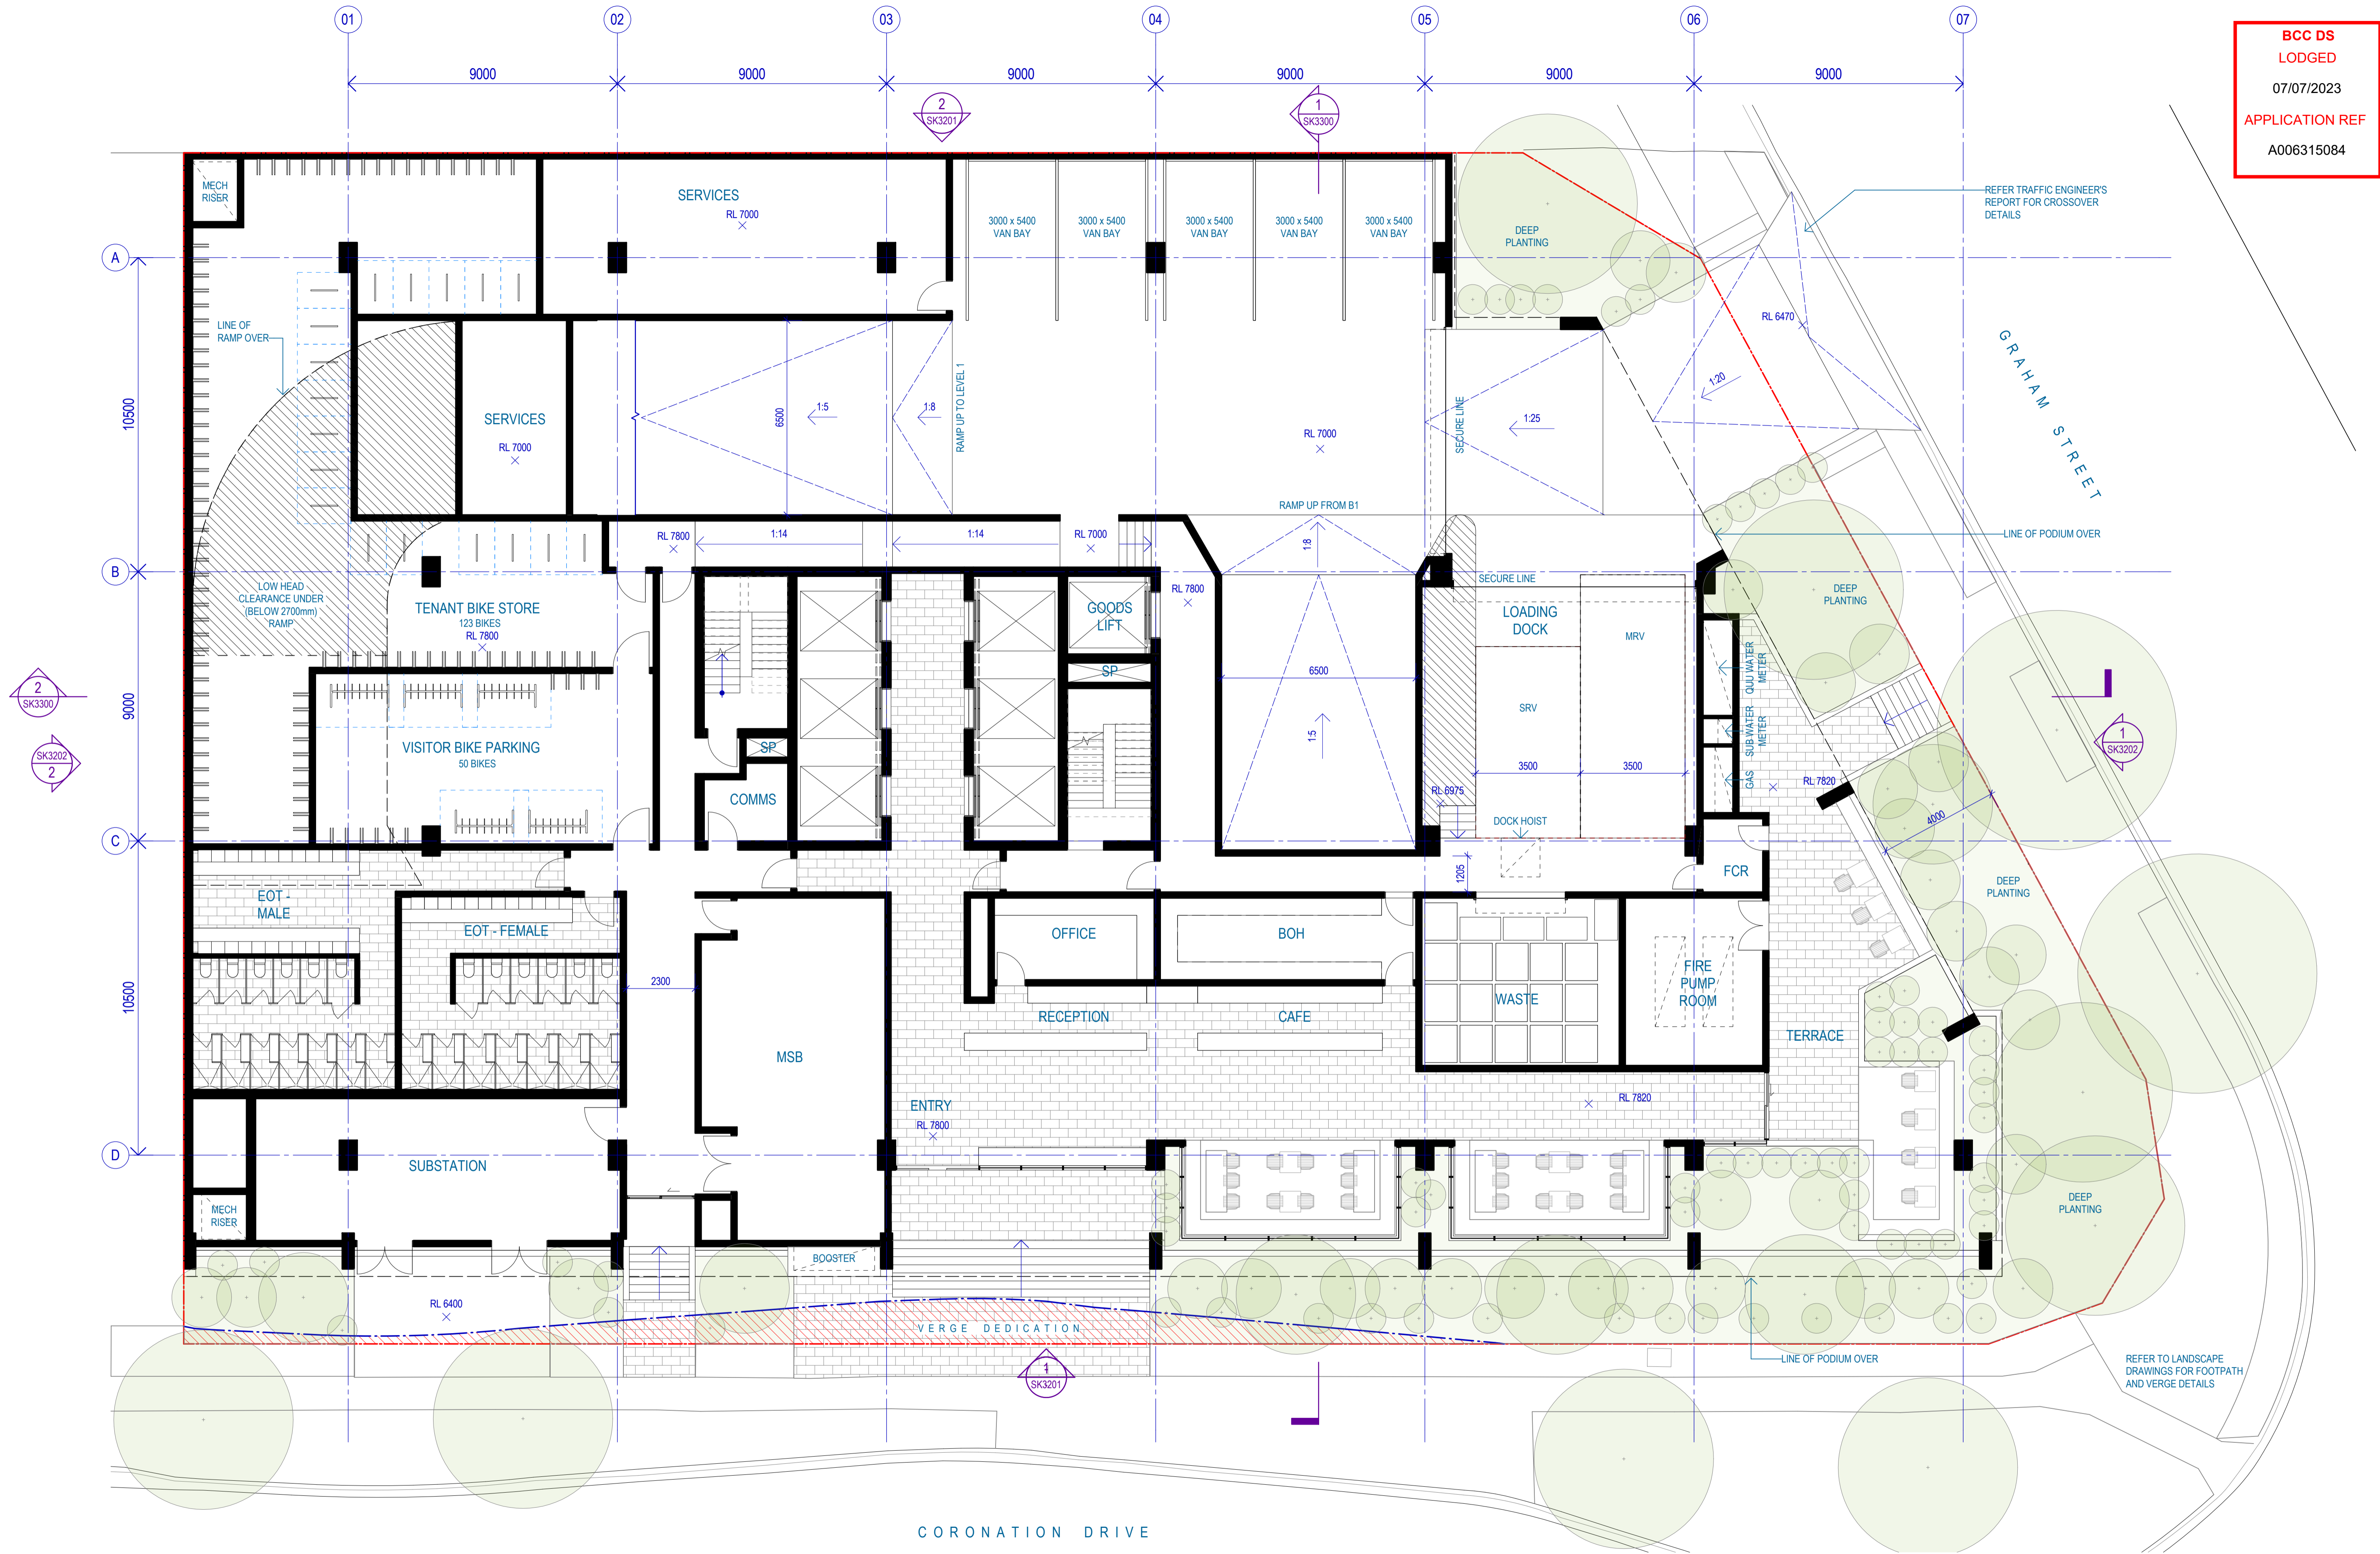 01
02
03
04
05
06
07
9000
9000
9000
9000
9000
9000
BCC DS
LODGED
07/07/2023
APPLICATION REF
A006315084
2
SK3201
1
SK3300
MECH
RISER
SERVICES
RL 7000
3000 x 5400
VAN BAY
3000 x 5400
VAN BAY
3000 x 5400
VAN BAY
3000 x 5400
VAN BAY
3000 x 5400
VAN BAY
DEEP
PLANTING
REFER TRAFFIC ENGINEER'S
REPORT FOR CROSSOVER
DETAILS
A
LINE OF
RAMP OVER
RL 6470
GRAHAM STREET
10500
SERVICES
RL 7000
6500
1:5
1:8
RAMP UP TO LEVEL 1
RL 7000
SECURE LINE
1:25
1:20
RAMP UP FROM B1
RL 7800
1:14
1:14
RL 7000
1:8
LINE OF PODIUM OVER
B
LOW HEAD
CLEARANCE UNDER
(BELOW 2700mm)
RAMP
TENANT BIKE STORE
123 BIKES
RL 7800
GOODS
LIFT
RL 7800
SECURE LINE
LOADING
DOCK
MRV
DEEP
PLANTING
9000
2
SK3300
SK3202
2
VISITOR BIKE PARKING
50 BIKES
SP
SP
COMMS
6500
1:5
SRV
3500
3500
RL 6975
DOCK HOIST
QUU WATER
METER
SUB WATER
METER
GAS
RL 7820
1
SK3202
4000
C
1205
FCR
EOT -
MALE
EOT - FEMALE
OFFICE
BOH
DEEP
PLANTING
10500
2300
MSB
RECEPTION
CAFE
WASTE
FIRE
PUMP
ROOM
TERRACE
ENTRY
RL 7800
RL 7820
D
SUBSTATION
MECH
RISER
DEEP
PLANTING
BOOSTER
RL 6400
VERGE DEDICATION
1
SK3201
LINE OF PODIUM OVER
REFER TO LANDSCAPE
DRAWINGS FOR FOOTPATH
AND VERGE DETAILS
CORONATION DRIVE